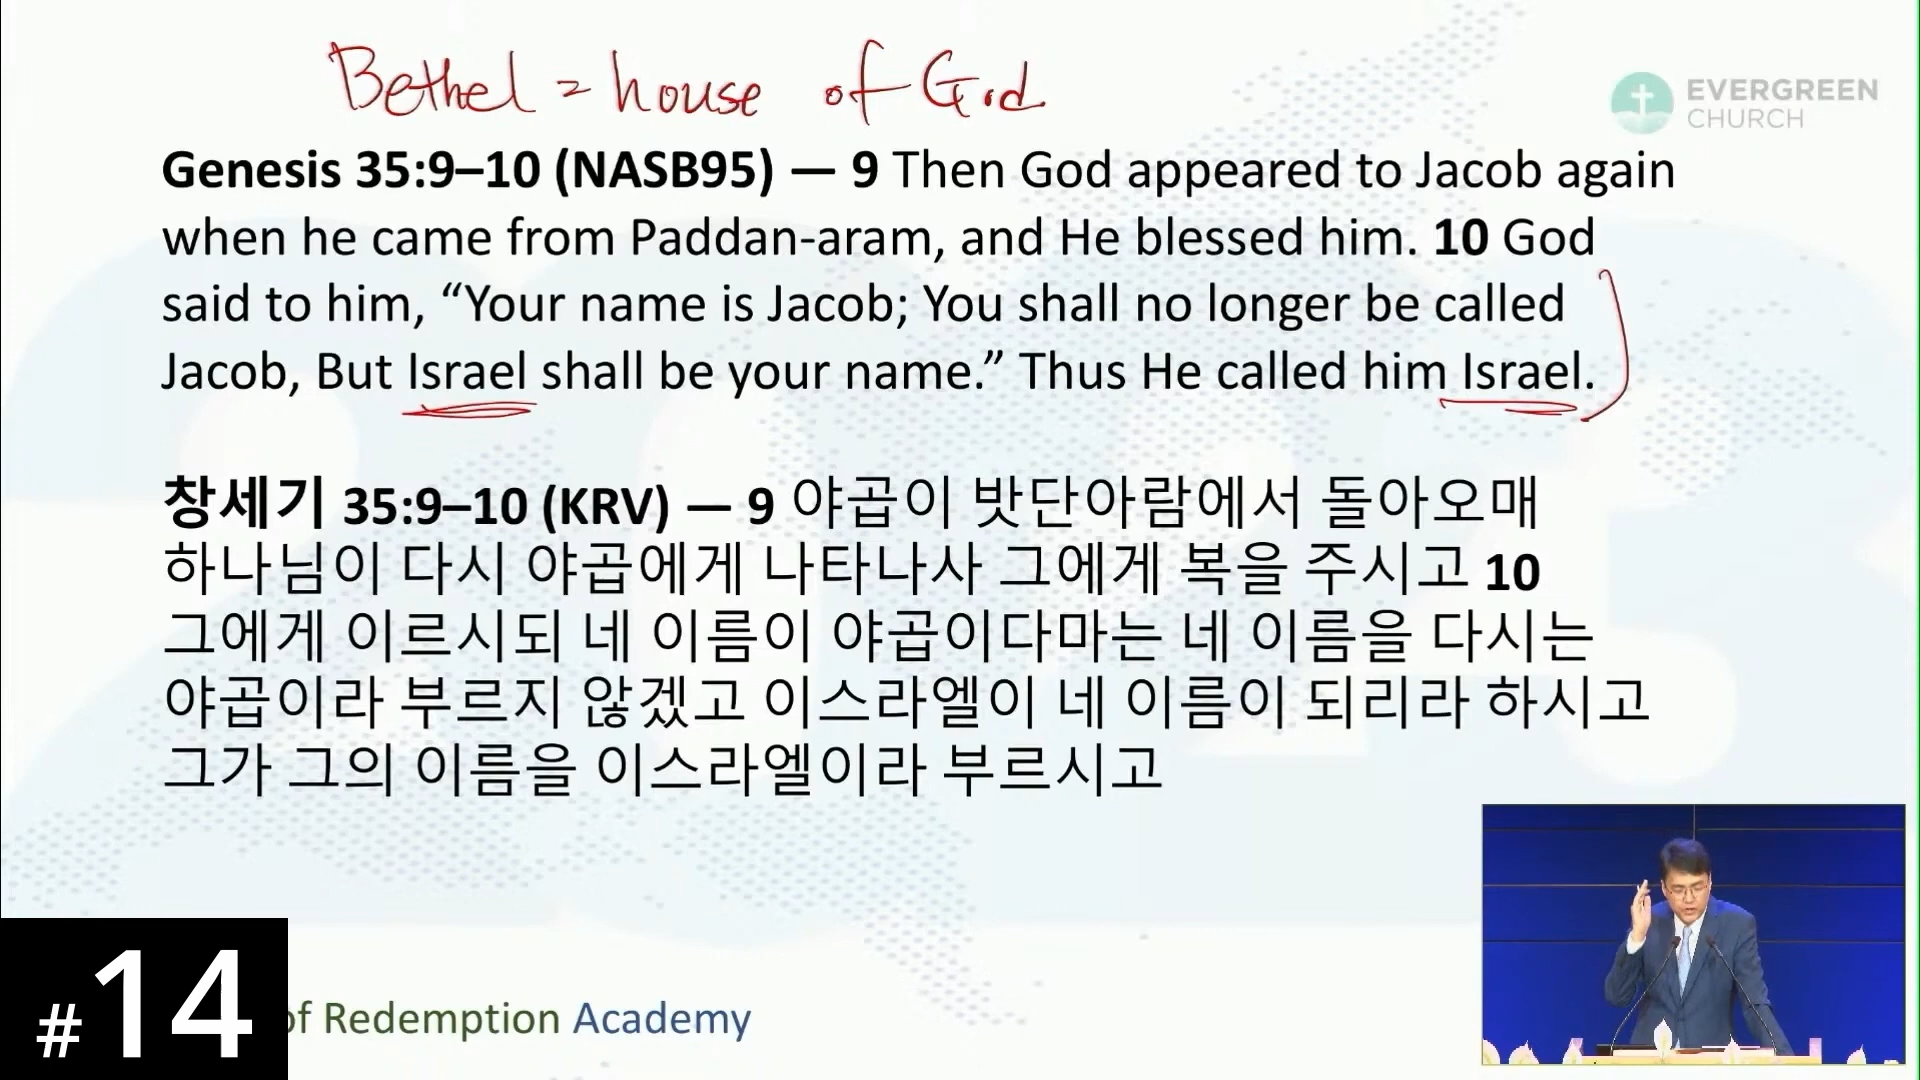 Bethel = house of God
EVERGREEN
CHURCH
Genesis 35:9–10 (NASB95) — 9 Then God appeared to Jacob again
when he came from Paddan-aram, and He blessed him. 10 God
said to him, “Your name is Jacob; You shall no longer be called
Jacob, But Israel shall be your name.” Thus He called him Israel.
창세기 35:9–10 (KRV) — 9 야곱이 밧단아람에서 돌아오매
하나님이 다시 야곱에게 나타나사 그에게 복을 주시고 10
그에게 이르시되 네 이름이 야곱이다마는 네 이름을 다시는
야곱이라 부르지 않겠고 이스라엘이 네 이름이 되리라 하시고
그가 그의 이름을 이스라엘이라 부르시고
#14
of Redemption Academy